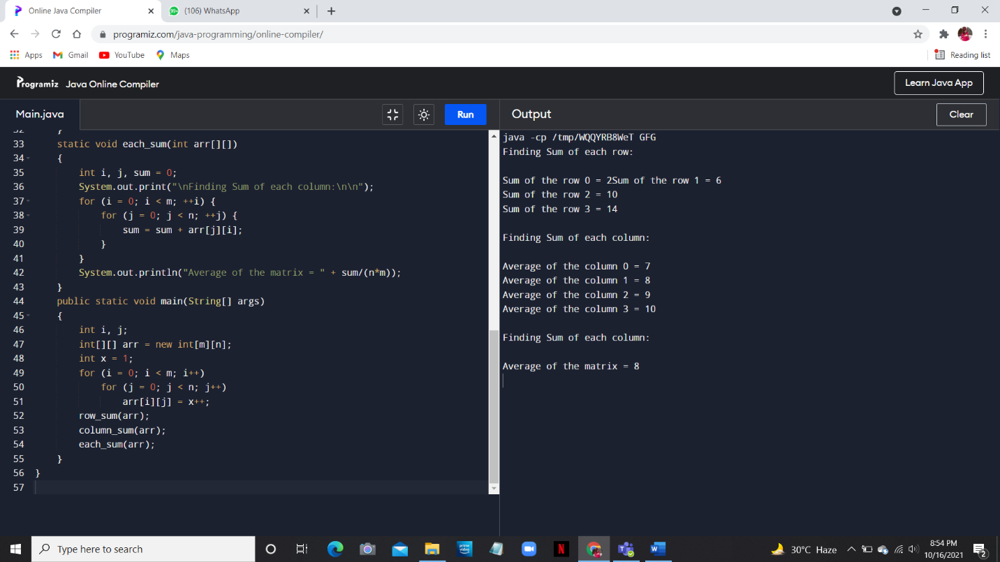 Online Java Compiler
99+ (106) WhatsApp
programiz.com/java-programming/online-compiler/
Apps Gmail YouTube Maps Reading list
Programiz Java Online Compiler Learn Java App
Main.java Run Output Clear
32 }
33 static void each_sum(int arr[][])
34 {
35 int i, j, sum = 0;
36 System.out.print("\nFinding Sum of each column:\n\n");
37 for (i = 0; i < m; ++i) {
38 for (j = 0; j < n; ++j) {
39 sum = sum + arr[j][i];
40 }
41 }
42 System.out.println("Average of the matrix = " + sum/(n*m));
43 }
44 public static void main(String[] args)
45 {
46 int i, j;
47 int[][] arr = new int[m][n];
48 int x = 1;
49 for (i = 0; i < m; i++)
50 for (j = 0; j < n; j++)
51 arr[i][j] = x++;
52 row_sum(arr);
53 column_sum(arr);
54 each_sum(arr);
55 }
56 }
57
java -cp /tmp/WQQYRB8WeT GFG
Finding Sum of each row:
Sum of the row 0 = 2Sum of the row 1 = 6
Sum of the row 2 = 10
Sum of the row 3 = 14
Finding Sum of each column:
Average of the column 0 = 7
Average of the column 1 = 8
Average of the column 2 = 9
Average of the column 3 = 10
Finding Sum of each column:
Average of the matrix = 8
Type here to search
prime video
N
W
30°C Haze
8:54 PM
10/16/2021
2